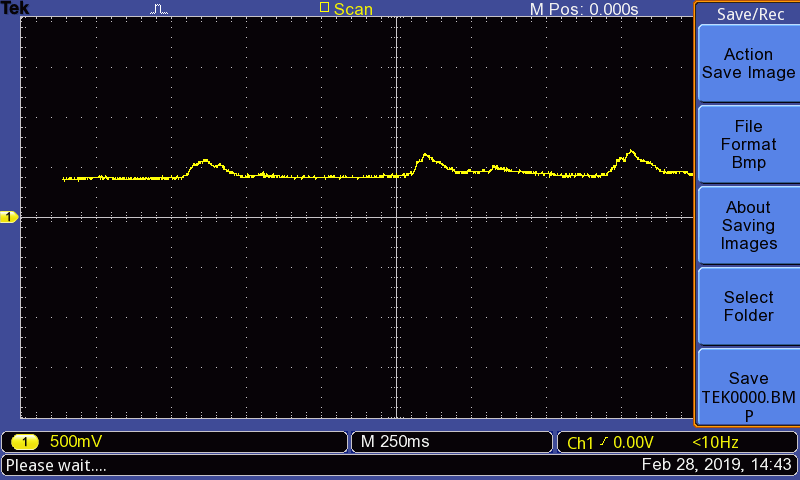 Tek
Scan
M Pos: 0.000s
Save/Rec
Action
Save Image
File
Format
Bmp
About
Saving
Images
Select
Folder
Save
TEK0000.BM
P
1
1 500mV
M 250ms
Ch1 0.00V <10Hz
Please wait....
Feb 28, 2019, 14:43